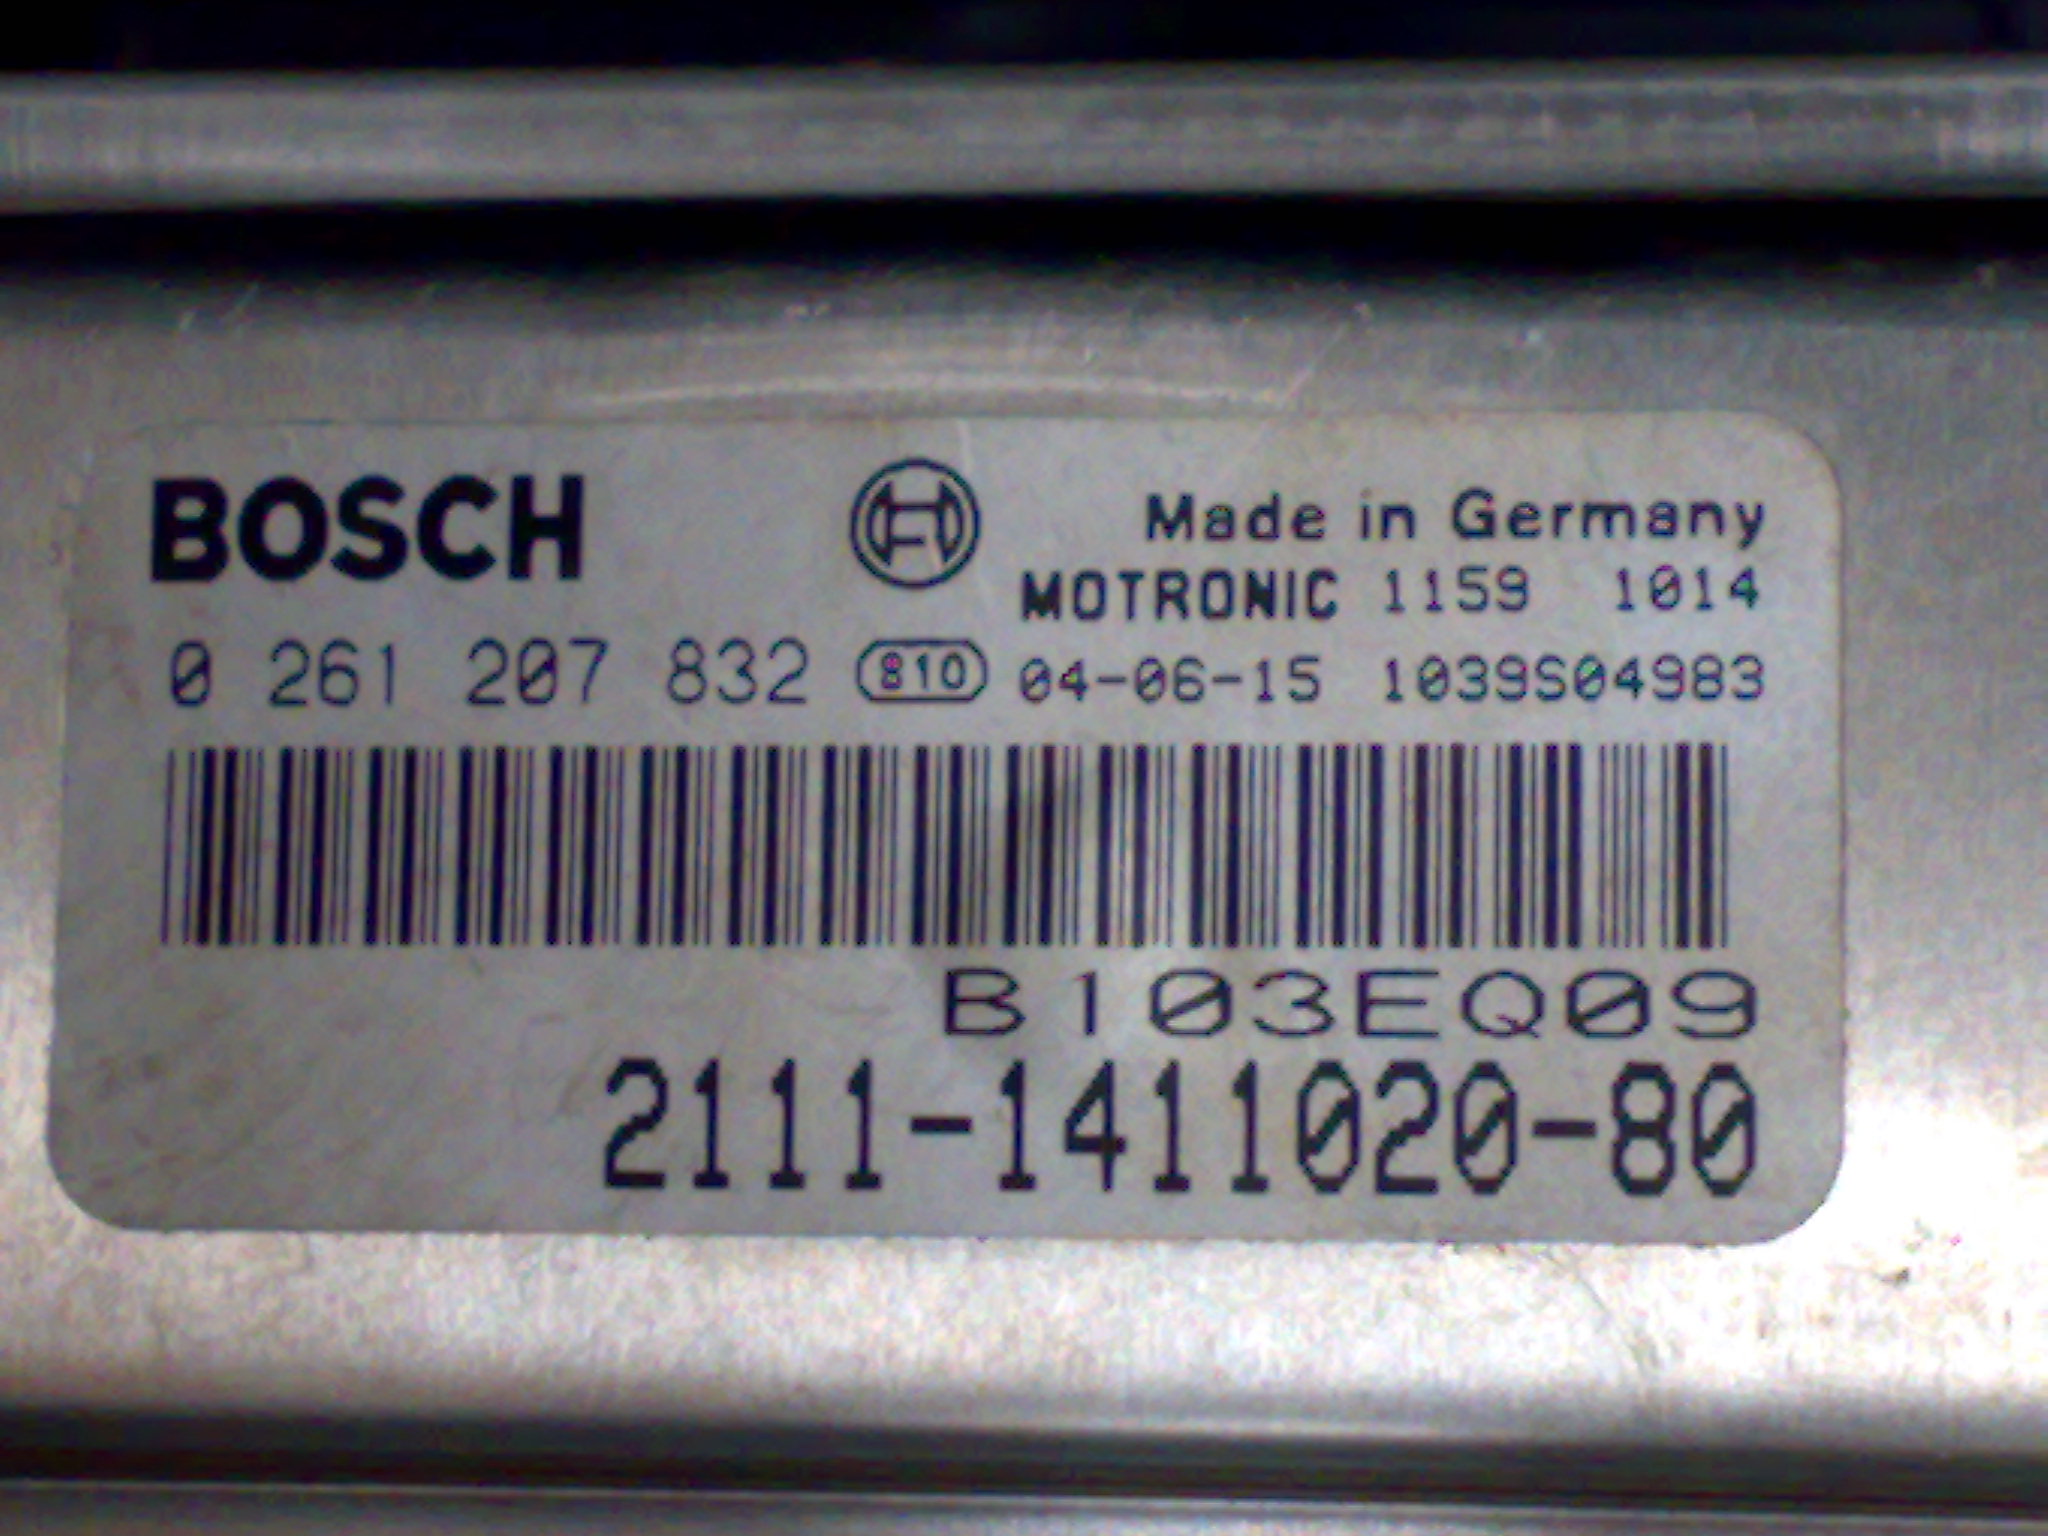 BOSCH
Made in Germany
MOTRONIC 1159 1014
0 261 207 832 810 04-06-15 1039S04983
B103EQ09
2111-1411020-80